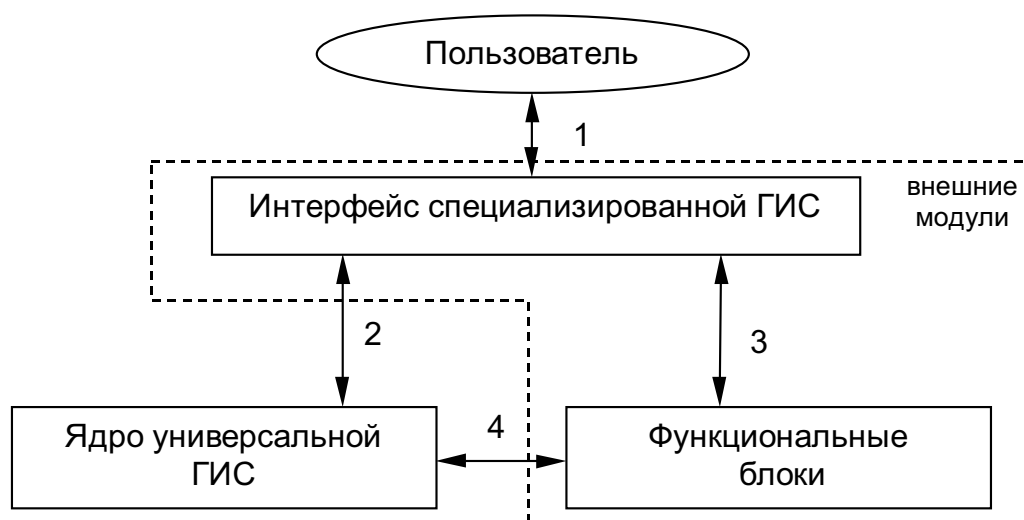 Пользователь
1
внешние
модули
Интерфейс специализированной ГИС
2
3
Ядро универсальной
ГИС
4
Функциональные
блоки